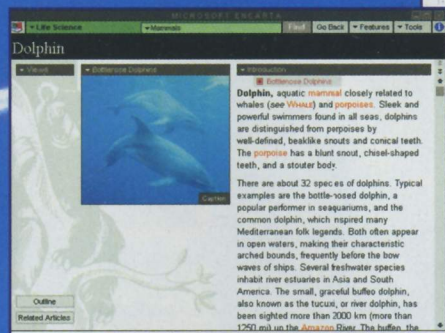 MICROSOFT ENCARTA
Life Science
Mammals
Find
Go Back
Features
Tools
Dolphin
Views
Bottlenose Dolphins
Introduction
Bottlenose Dolphins
Dolphin, aquatic mammal closely related to
whales (see WHALE) and porpoises. Sleek and
powerful swimmers found in all seas, dolphins
are distinguished from porpoises by
well-defined, beaklike snouts and conical teeth.
The porpoise has a blunt snout, chisel-shaped
teeth, and a stouter body.
There are about 32 species of dolphins. Typical
examples are the bottle-nosed dolphin, a
popular performer in seaquariums, and the
common dolphin, which inspired many
Mediterranean folk legends. Both often appear
in open waters, making their characteristic
arched bounds, frequently before the bow
waves of ships. Several freshwater species
inhabit river estuaries in Asia and South
America. The small, graceful buffeo dolphin,
also known as the tucuxi, or river dolphin, has
been sighted more than 2000 km (more than
1250 mi) up the Amazon River. The buffeo, the
Caption
Outline
Related Articles